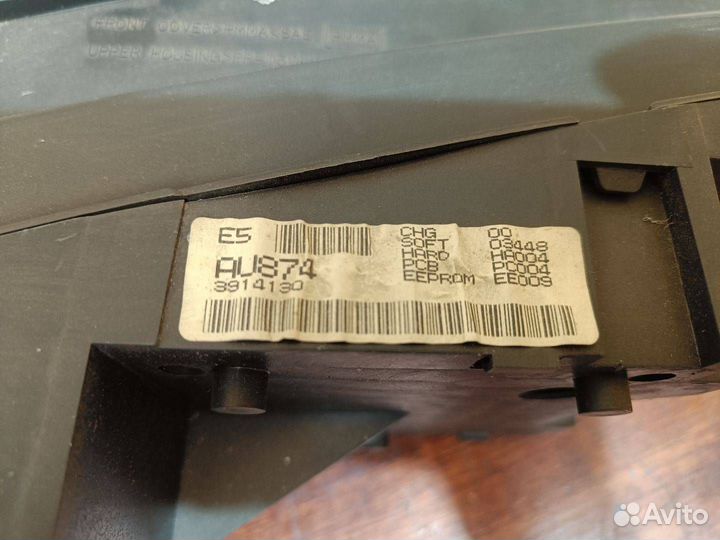 FRONT COVER
UPPER HOUSING
E5
AV874
3914130
CHG 00
SOFT 03448
HARD HA004
PCB PC004
EEPROM EE009
Avito